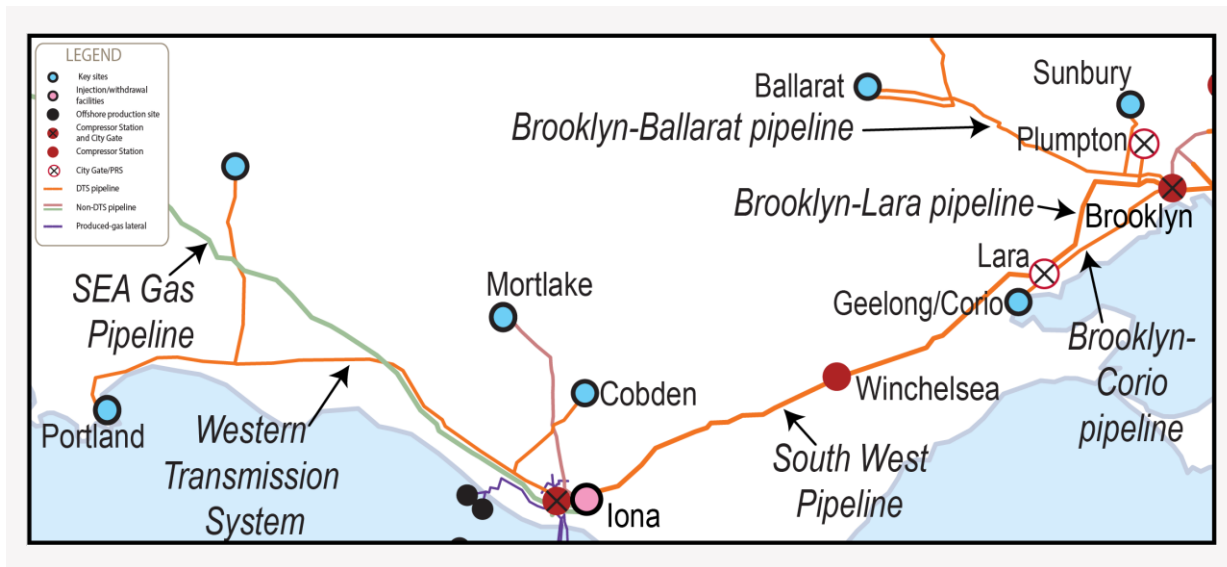 LEGEND
Key sites
Injection/withdrawal
facilities
Offshore production site
Compressor Station
and City Gate
Compressor Station
City Gate/PRS
DTS pipeline
Non-DTS pipeline
Produced-gas lateral
Ballarat
Sunbury
Brooklyn-Ballarat pipeline
Plumpton
Brooklyn-Lara pipeline
Brooklyn
Lara
SEA Gas
Pipeline
Mortlake
Geelong/Corio
Brooklyn-
Corio
pipeline
Winchelsea
Cobden
Portland
Western
Transmission
System
South West
Pipeline
Iona